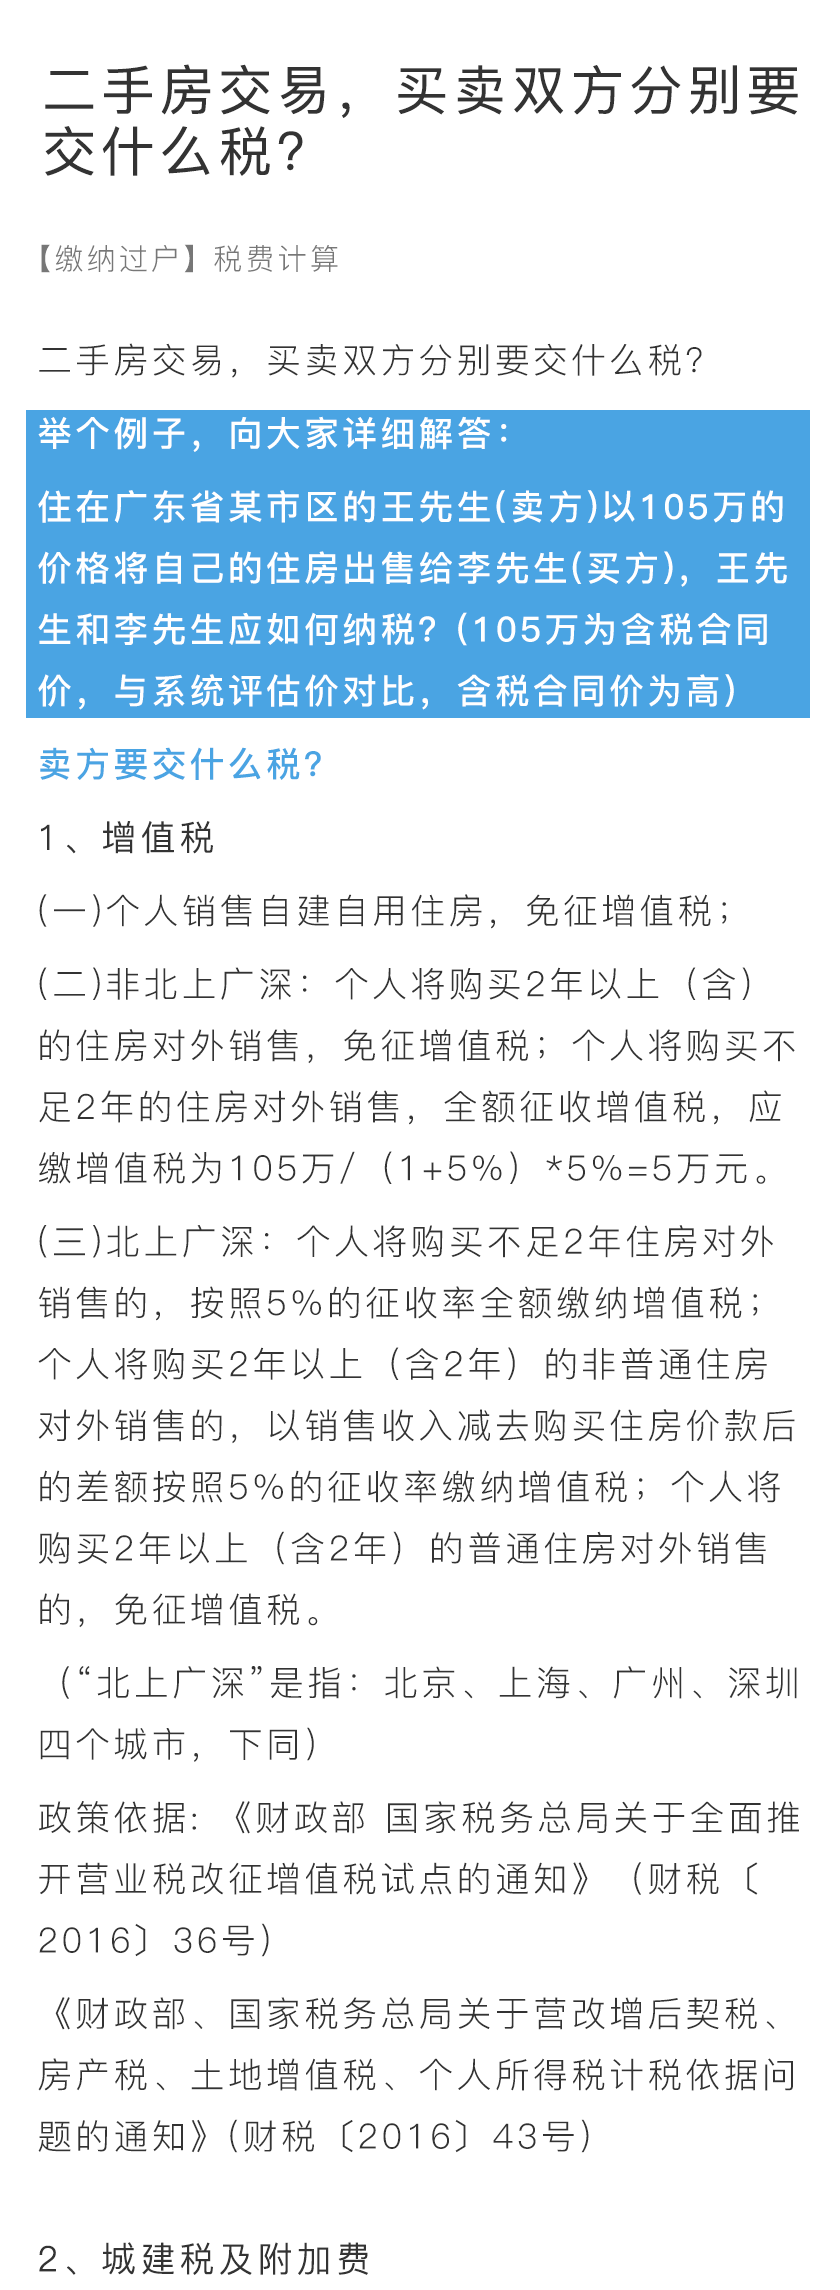 二手房交易，买卖双方分别要
交什么税？
【缴纳过户】税费计算
二手房交易，买卖双方分别要交什么税？
举个例子，向大家详细解答：
住在广东省某市区的王先生(卖方)以105万的
价格将自己的住房出售给李先生(买方)，王先
生和李先生应如何纳税？(105万为含税合同
价，与系统评估价对比，含税合同价为高)
卖方要交什么税？
1、增值税
(一)个人销售自建自用住房，免征增值税；
(二)非北上广深：个人将购买2年以上（含）
的住房对外销售，免征增值税；个人将购买不
足2年的住房对外销售，全额征收增值税，应
缴增值税为105万/（1+5%）*5%=5万元。
(三)北上广深：个人将购买不足2年住房对外
销售的，按照5%的征收率全额缴纳增值税；
个人将购买2年以上（含2年）的非普通住房
对外销售的，以销售收入减去购买住房价款后
的差额按照5%的征收率缴纳增值税；个人将
购买2年以上（含2年）的普通住房对外销售
的，免征增值税。
（“北上广深”是指：北京、上海、广州、深圳
四个城市，下同）
政策依据：《财政部 国家税务总局关于全面推
开营业税改征增值税试点的通知》（财税〔
2016〕36号）
《财政部、国家税务总局关于营改增后契税、
房产税、土地增值税、个人所得税计税依据问
题的通知》(财税〔2016〕43号）
2、城建税及附加费